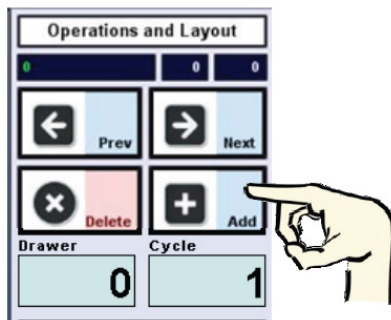 Operations and Layout
0 0 0
Prev Next
Delete Add
Drawer Cycle
0 1